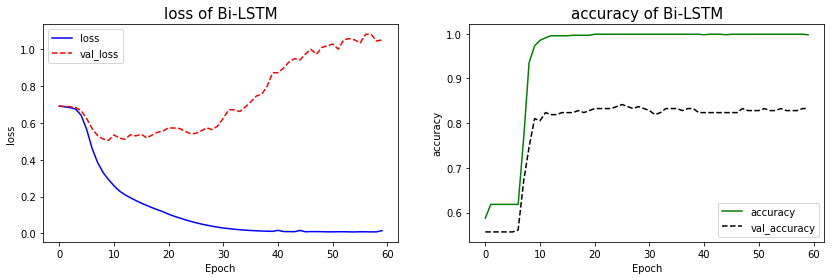 loss of Bi-LSTM
loss
val_loss
1.0
0.8
0.6
0.4
0.2
0.0
loss
0 10 20 30 40 50 60
Epoch
accuracy of Bi-LSTM
1.0
0.9
0.8
0.7
0.6
accuracy
accuracy
val_accuracy
0 10 20 30 40 50 60
Epoch